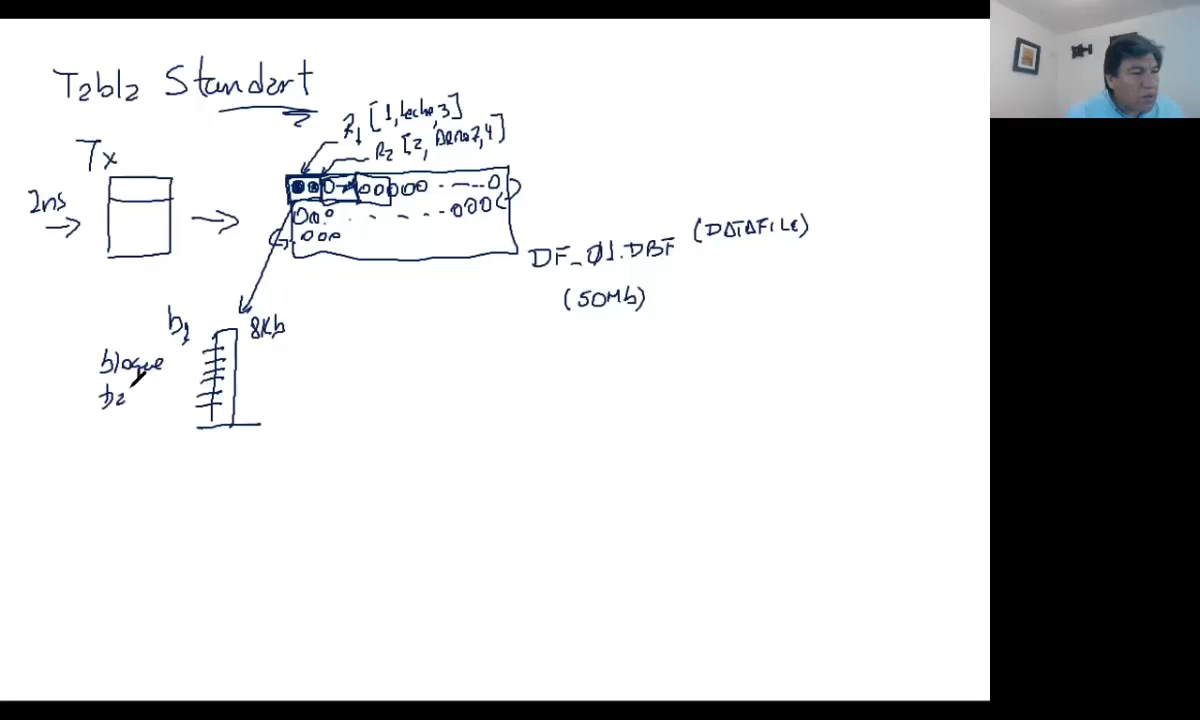 Tabla Standart
R1 [1, Leche, 3]
R2 [2, Arroz, 4]
Tx
Ins
DF_01.DBF (DATAFILE)
(50Mb)
b1
8Kb
bloque
b2